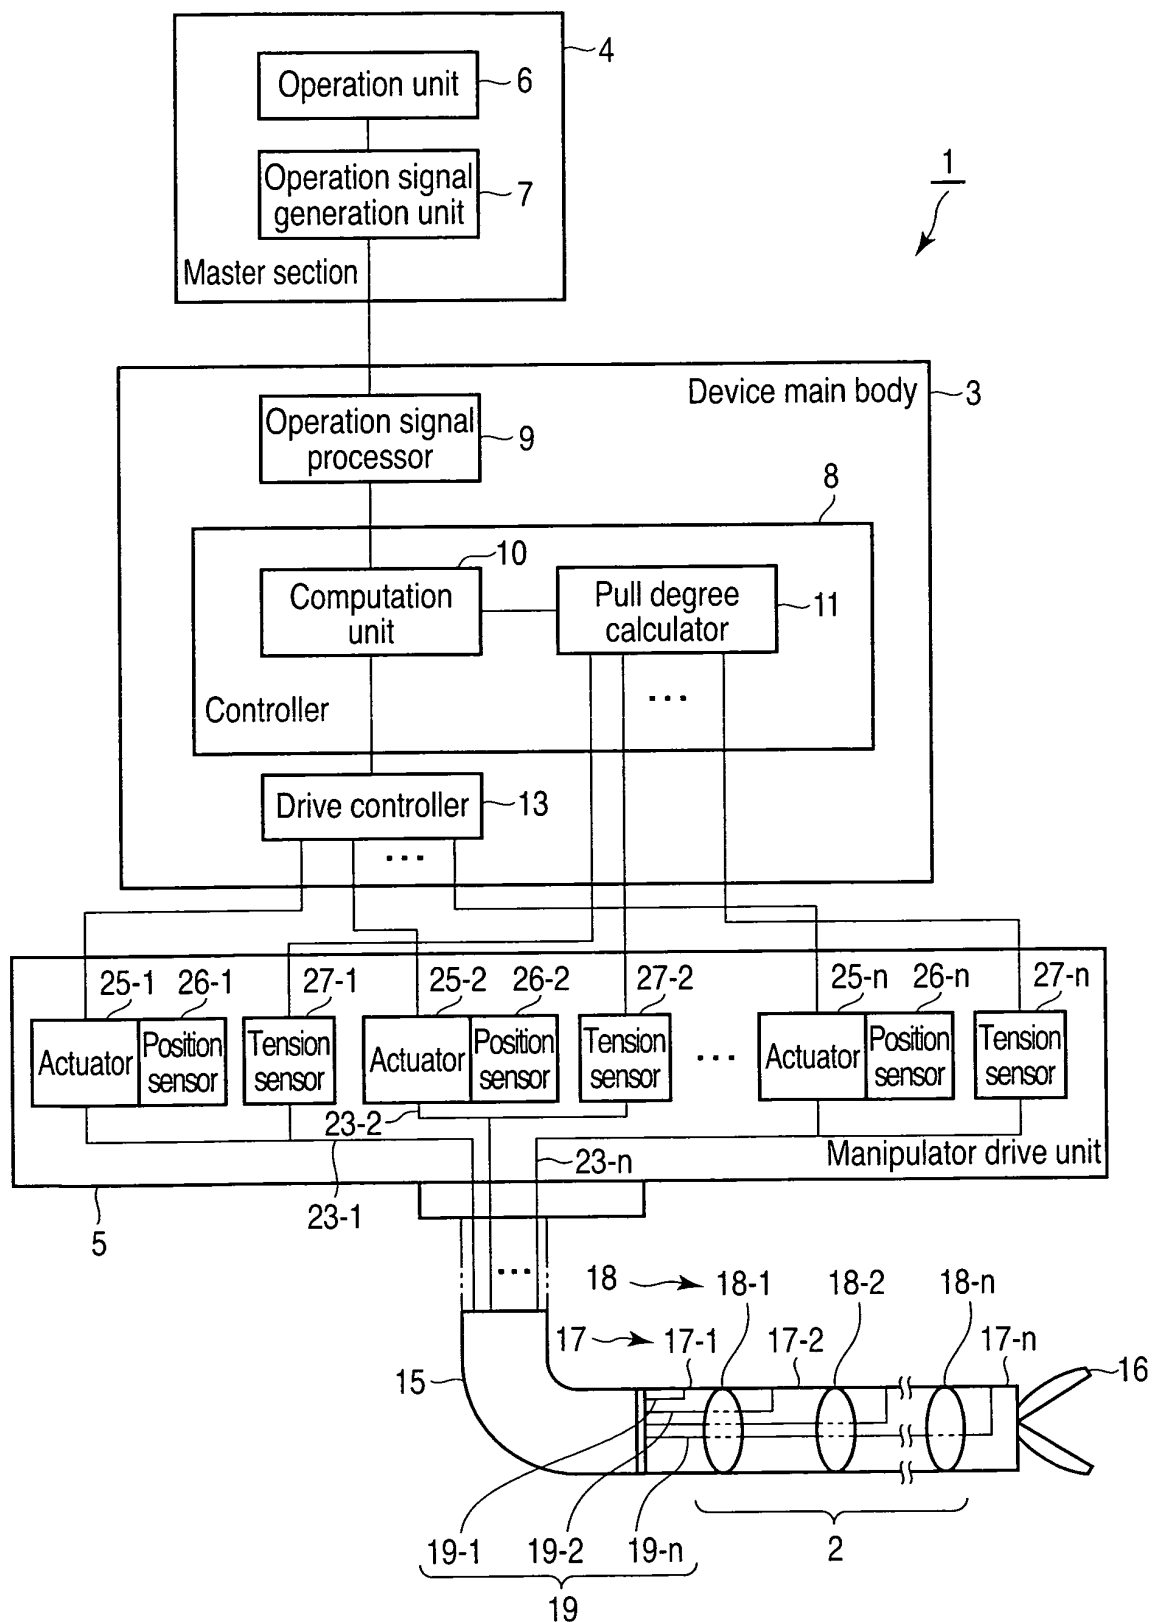 4
Operation unit
6
1
Operation signal
generation unit
7
Master section
Device main body
3
Operation signal
processor
9
8
10
Computation
unit
Pull degree
calculator
11
...
Controller
Drive controller
13
...
25-1
26-1
27-1
25-2
26-2
27-2
25-n
26-n
27-n
Actuator
Position
sensor
Tension
sensor
Actuator
Position
sensor
Tension
sensor
...
Actuator
Position
sensor
Tension
sensor
23-2
23-n
Manipulator drive unit
5
23-1
...
18
18-1
18-2
18-n
17
17-1
17-2
17-n
16
15
19-1
19-2
19-n
2
19